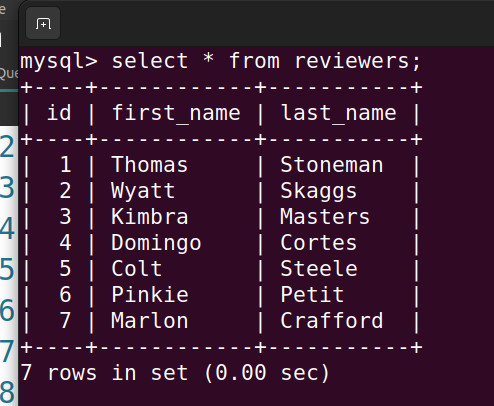 e
Que
mysql> select * from reviewers;
+----+------------+-----------+
| id | first_name | last_name |
+----+------------+-----------+
|  1 | Thomas     | Stoneman  |
|  2 | Wyatt      | Skaggs    |
|  3 | Kimbra     | Masters   |
|  4 | Domingo    | Cortes    |
|  5 | Colt       | Steele    |
|  6 | Pinkie     | Petit     |
|  7 | Marlon     | Crafford  |
+----+------------+-----------+
7 rows in set (0.00 sec)
2
3
4
5
6
7
8